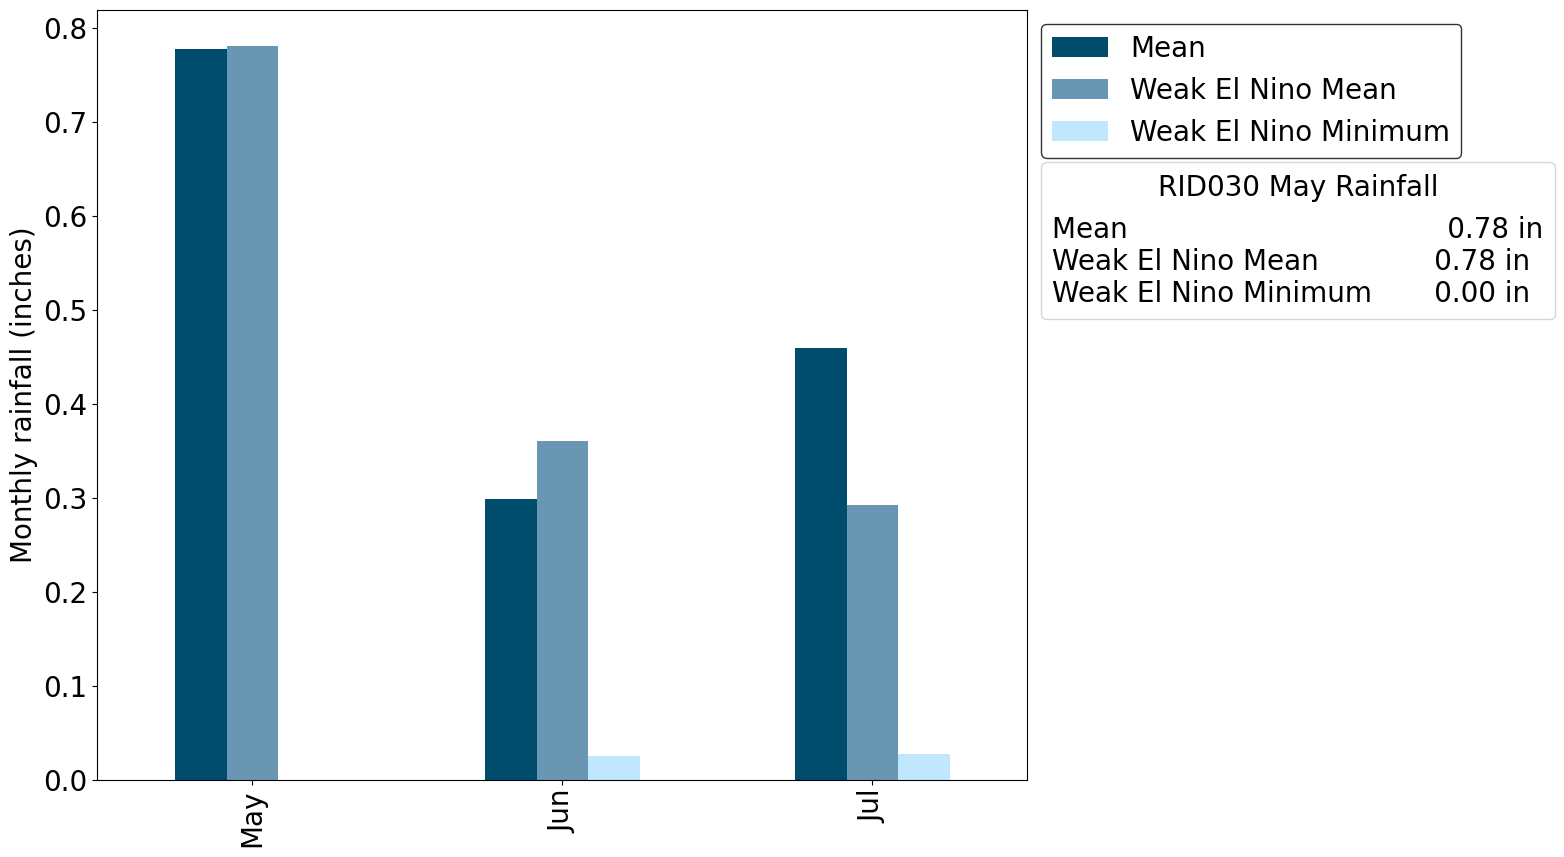 0.8
0.7
0.6
0.5
0.4
0.3
0.2
0.1
0.0
Monthly rainfall (inches)
May
Jun
Jul
Mean
Weak El Nino Mean
Weak El Nino Minimum
RID030 May Rainfall
Mean 0.78 in
Weak El Nino Mean 0.78 in
Weak El Nino Minimum 0.00 in